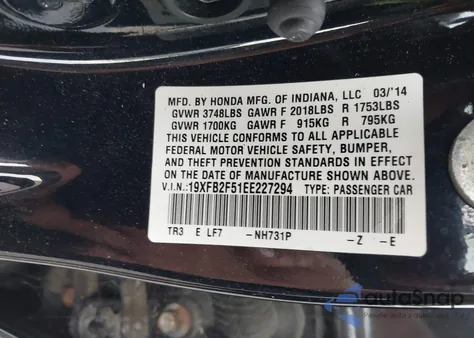 MFD. BY HONDA MFG. OF INDIANA, LLC 03/'14
GVWR 3748LBS GAWR F 2018LBS R 1753LBS
GVWR 1700KG GAWR F 915KG R 795KG
THIS VEHICLE CONFORMS TO ALL APPLICABLE
FEDERAL MOTOR VEHICLE SAFETY, BUMPER,
AND THEFT PREVENTION STANDARDS IN EFFECT
ON THE DATE OF MANUFACTURE SHOWN ABOVE.
V.I.N.:19XFB2F51EE227294 TYPE: PASSENGER CAR
TR3 E LF7 -NH731P -Z -E
autoSnap